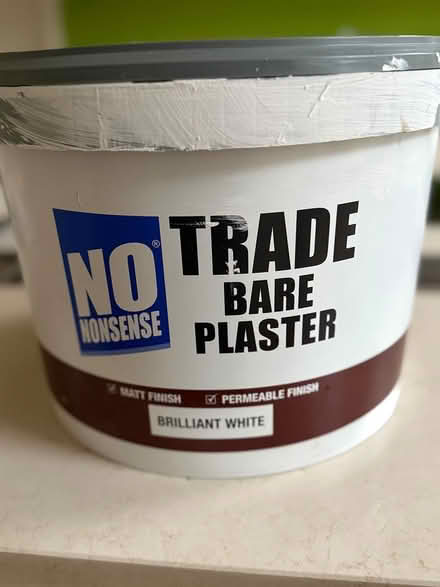 NO®
NONSENSE
TRADE
BARE
PLASTER
☑ MATT FINISH ☑ PERMEABLE FINISH
BRILLIANT WHITE